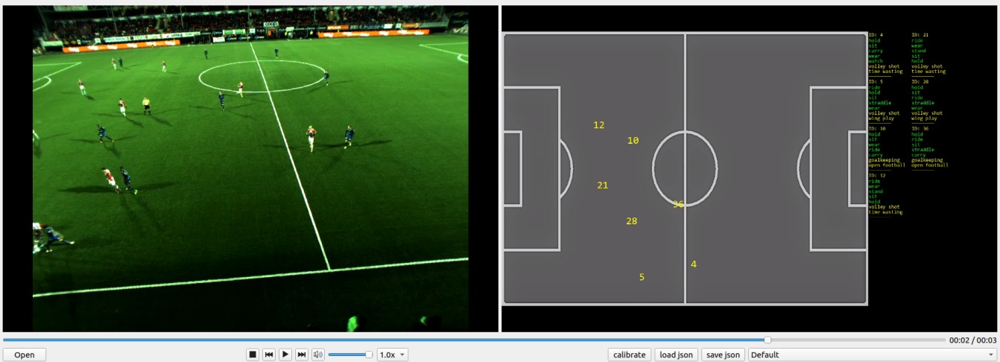 COOP
12
10
21
36
28
4
5
ID: 4
hold
sit
carry
wear
watch
volley shot
time wasting
ID: 21
ride
wear
stand
sit
hold
volley shot
time wasting
ID: 5
ride
hold
sit
straddle
wear
volley shot
wing play
ID: 28
hold
sit
ride
straddle
wear
volley shot
wing play
ID: 10
hold
sit
wear
ride
carry
goalkeeping
open football
ID: 36
hold
ride
sit
straddle
carry
goalkeeping
open football
ID: 12
ride
wear
stand
sit
hold
volley shot
time wasting
00:02 / 00:03
Open
1.0x
calibrate
load json
save json
Default